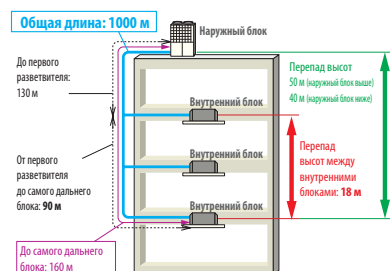 Общая длина: 1000 м
Наружный блок
До первого
разветвителя:
130 м
Перепад высот
50 м (наружный блок выше)
40 м (наружный блок ниже)
Внутренний блок
От первого
разветвителя
до самого дальнего
блока: 90 м
Внутренний блок
Перепад
высот между
внутренними
блоками: 18 м
Внутренний блок
До самого дальнего
блока: 160 м